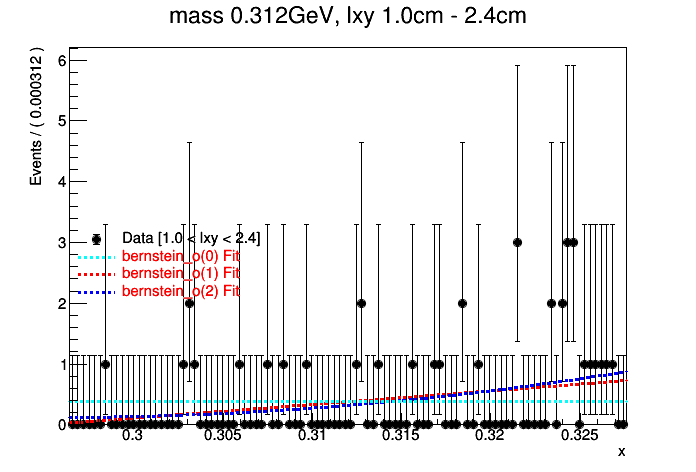 mass 0.312GeV, lxy 1.0cm - 2.4cm
Events / ( 0.000312 )
6
5
4
3
2
1
0
Data [1.0 < lxy < 2.4]
bernstein_o(0) Fit
bernstein_o(1) Fit
bernstein_o(2) Fit
0.3 0.305 0.31 0.315 0.32 0.325
x